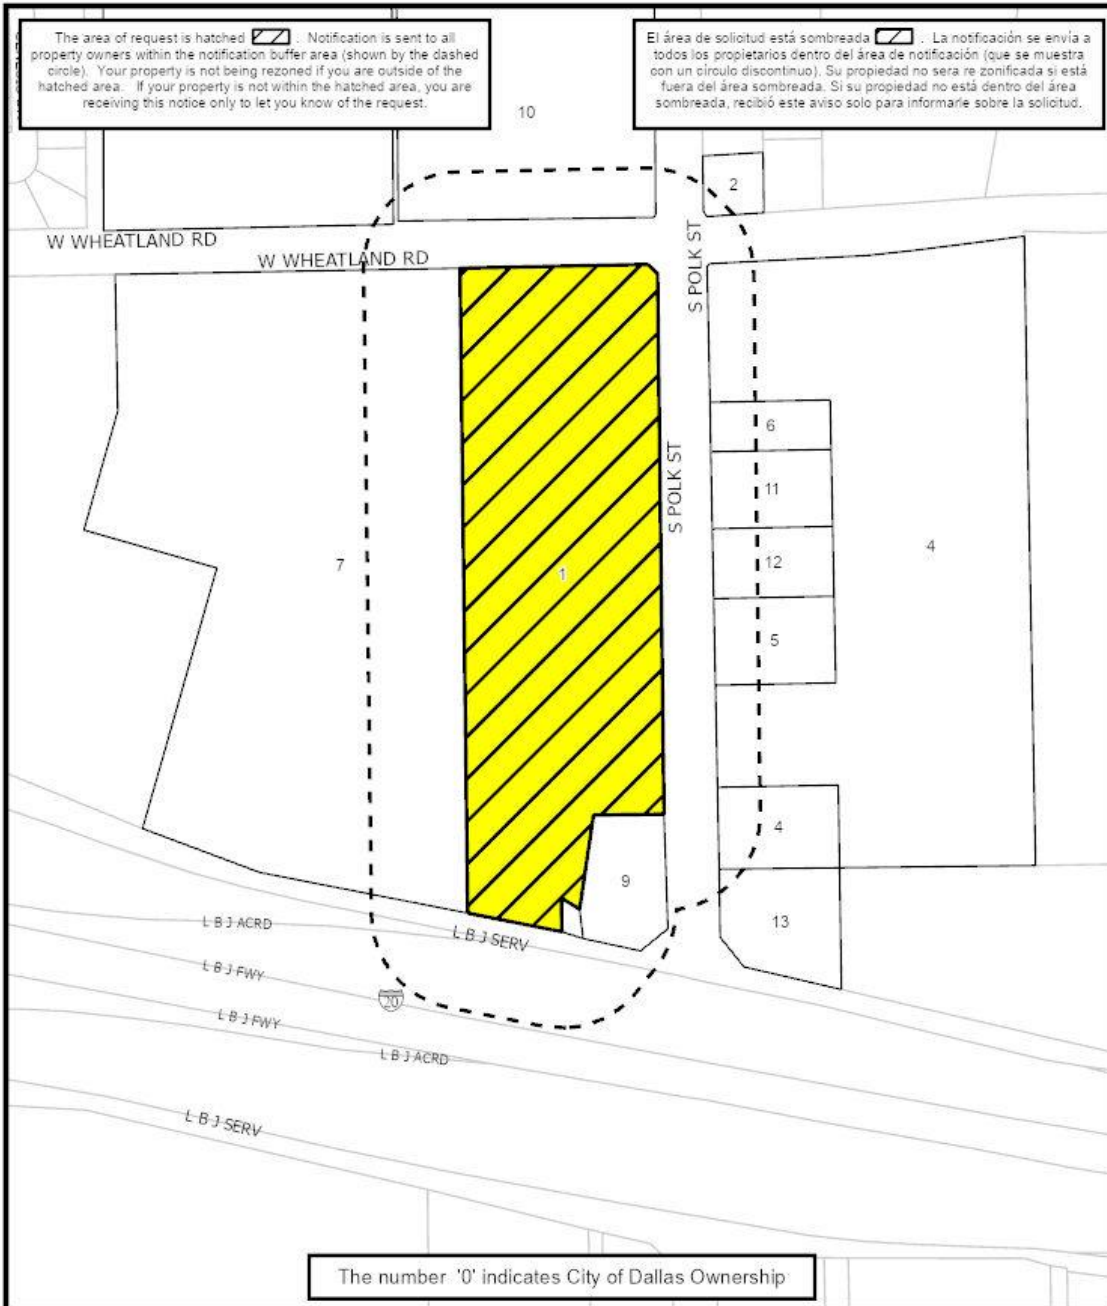 The area of request is hatched . Notification is sent to all
property owners within the notification buffer area (shown by the dashed
circle). Your property is not being rezoned if you are outside of the
hatched area. If your property is not within the hatched area, you are
receiving this notice only to let you know of the request.
El área de solicitud está sombreada . La notificación se envía a
todos los propietarios dentro del área de notificación (que se muestra
con un círculo discontinuo). Su propiedad no sera re zonificada si está
fuera del área sombreada. Si su propiedad no está dentro del área
sombreada, recibió este aviso solo para informarle sobre la solicitud.
10
2
W WHEATLAND RD
W WHEATLAND RD
S POLK ST
6
S POLK ST
11
7
1
12
4
5
4
9
13
L B J ACRD
L B J SERV
L B J FWY
20
L B J FWY
L B J ACRD
L B J SERV
The number '0' indicates City of Dallas Ownership